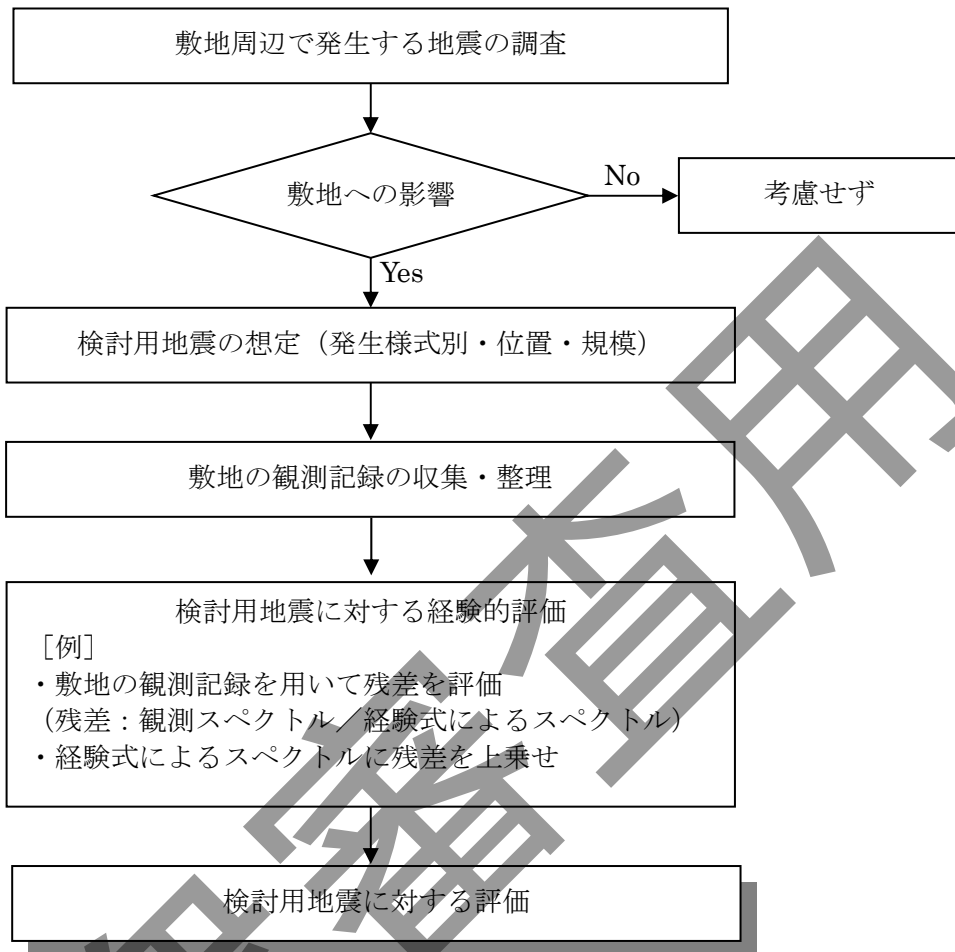 敷地周辺で発生する地震の調査
敷地への影響
No
考慮せず
Yes
検討用地震の想定（発生様式別・位置・規模）
敷地の観測記録の収集・整理
検討用地震に対する経験的評価
［例］
・敷地の観測記録を用いて残差を評価
（残差：観測スペクトル／経験式によるスペクトル）
・経験式によるスペクトルに残差を上乗せ
検討用地震に対する評価
審査用